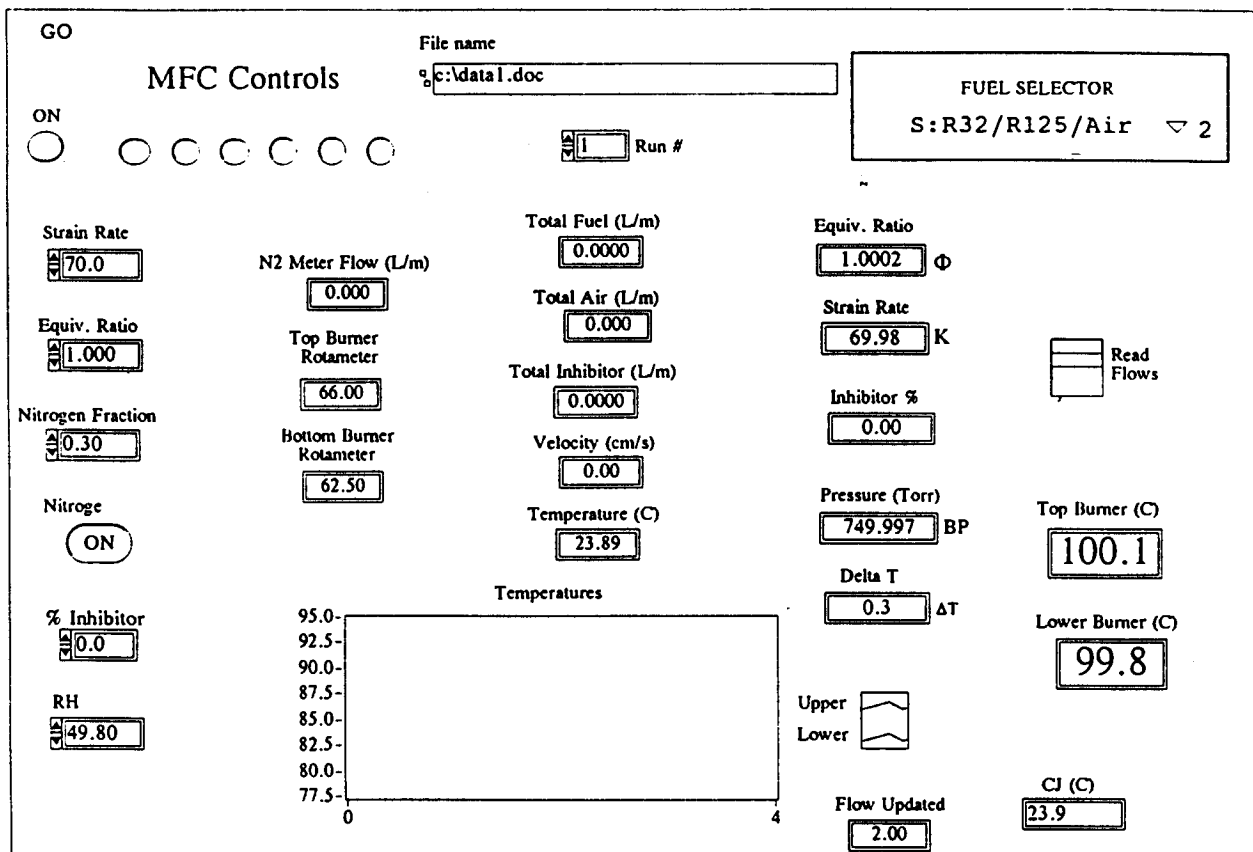 GO
File name
MFC Controls
c:\data1.doc
FUEL SELECTOR
S:R32/R125/Air 2
ON
1 Run #
Strain Rate
70.0
N2 Meter Flow (L/m)
0.000
Total Fuel (L/m)
0.0000
Equiv. Ratio
1.0002 Φ
Equiv. Ratio
1.000
Top Burner
Rotameter
66.00
Total Air (L/m)
0.000
Strain Rate
69.98 K
Read
Flows
Nitrogen Fraction
0.30
Bottom Burner
Rotameter
62.50
Total Inhibitor (L/m)
0.0000
Inhibitor %
0.00
Velocity (cm/s)
0.00
Nitroge
ON
Temperature (C)
23.89
Pressure (Torr)
749.997 BP
Top Burner (C)
100.1
Delta T
0.3 ΔT
Lower Burner (C)
99.8
% Inhibitor
0.0
RH
49.80
Temperatures
95.0
92.5
90.0
87.5
85.0
82.5
80.0
77.5
0 4
Upper
Lower
Flow Updated
2.00
CJ (C)
23.9